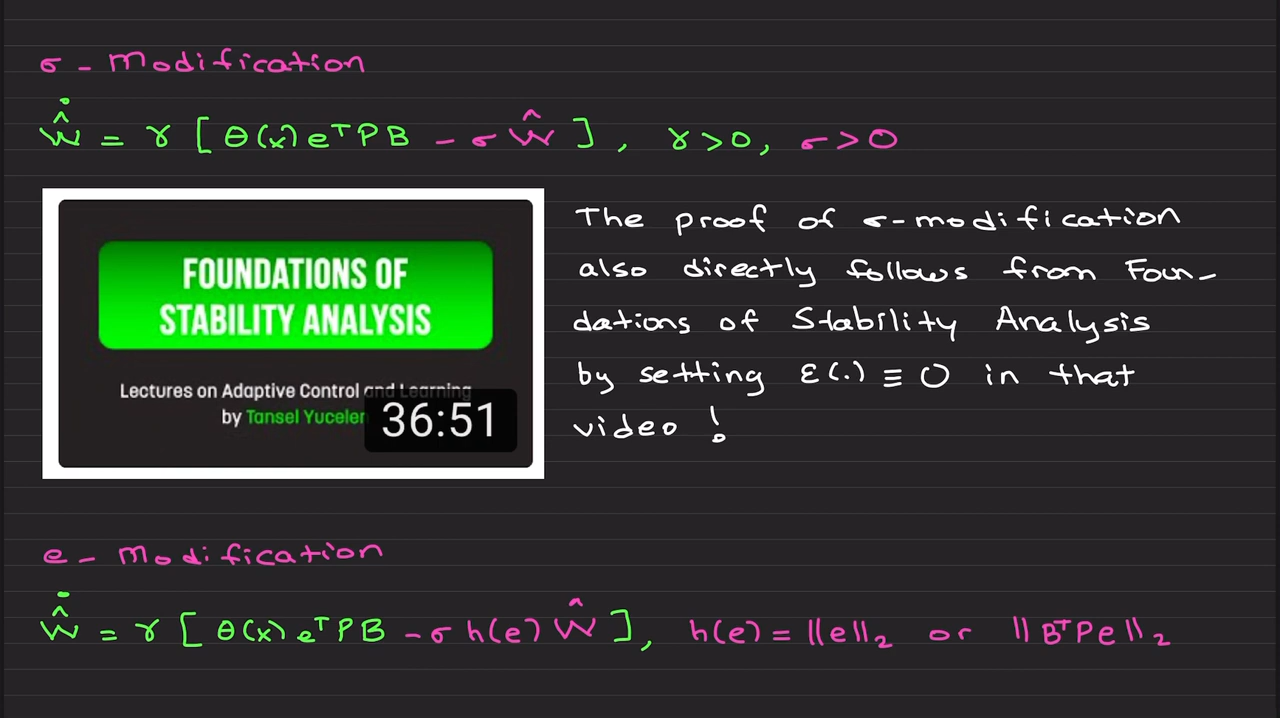 σ - Modification
Ŵ̇ = γ [ θ(x) eᵀ P B - σ Ŵ ] , γ > 0, σ > 0
FOUNDATIONS OF
STABILITY ANALYSIS
Lectures on Adaptive Control and Learning
by Tansel Yucelen
36:51
The proof of σ-modification
also directly follows from Foun-
dations of Stability Analysis
by setting ε(.) ≡ 0 in that
video !
e - Modification
Ŵ̇ = γ [ θ(x) eᵀ P B - σ h(e) Ŵ ] , h(e) = ||e||₂ or ||BᵀPe||₂